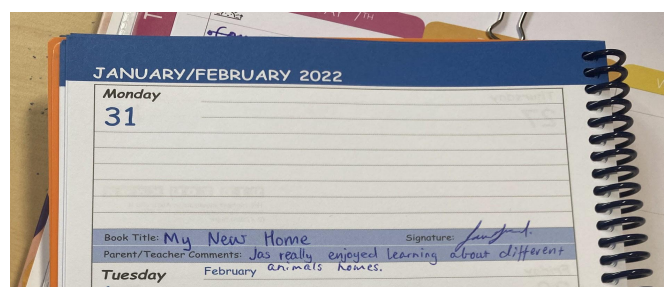 JANUARY/FEBRUARY 2022
Monday
31
Book Title: My New Home Signature:
Parent/Teacher Comments: Jas really enjoyed learning about different
animals homes.
Tuesday February